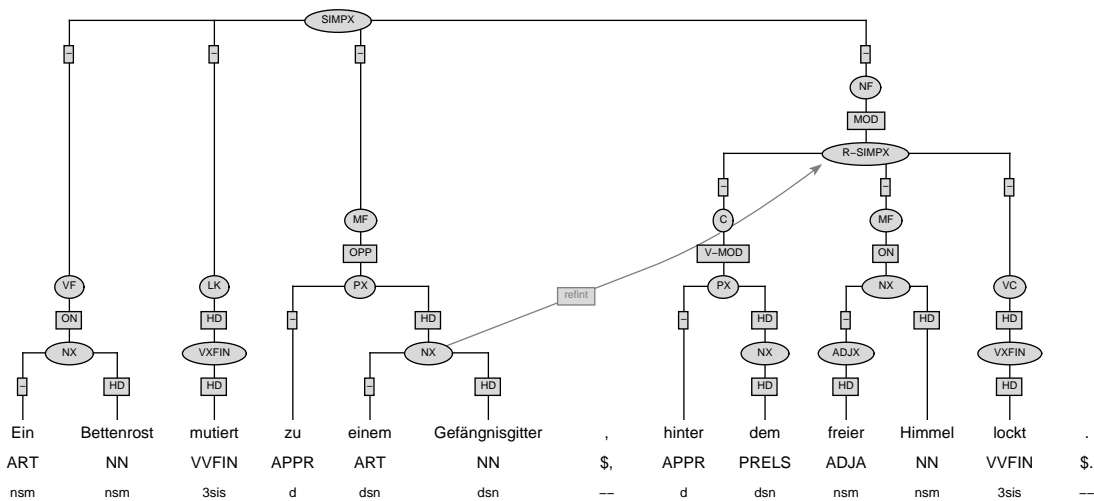 SIMPX
– – – –
NF
MOD
R–SIMPX
– – –
MF C MF
OPP V–MOD ON
VF LK PX refint PX NX VC
ON HD – HD – HD – HD HD
NX VXFIN NX NX ADJX VXFIN
– HD HD – HD HD HD HD
Ein Bettenrost mutiert zu einem Gefängnisgitter , hinter dem freier Himmel lockt .
ART NN VVFIN APPR ART NN $, APPR PRELS ADJA NN VVFIN $.
nsm nsm 3sis d dsn dsn –– d dsn nsm nsm 3sis ––